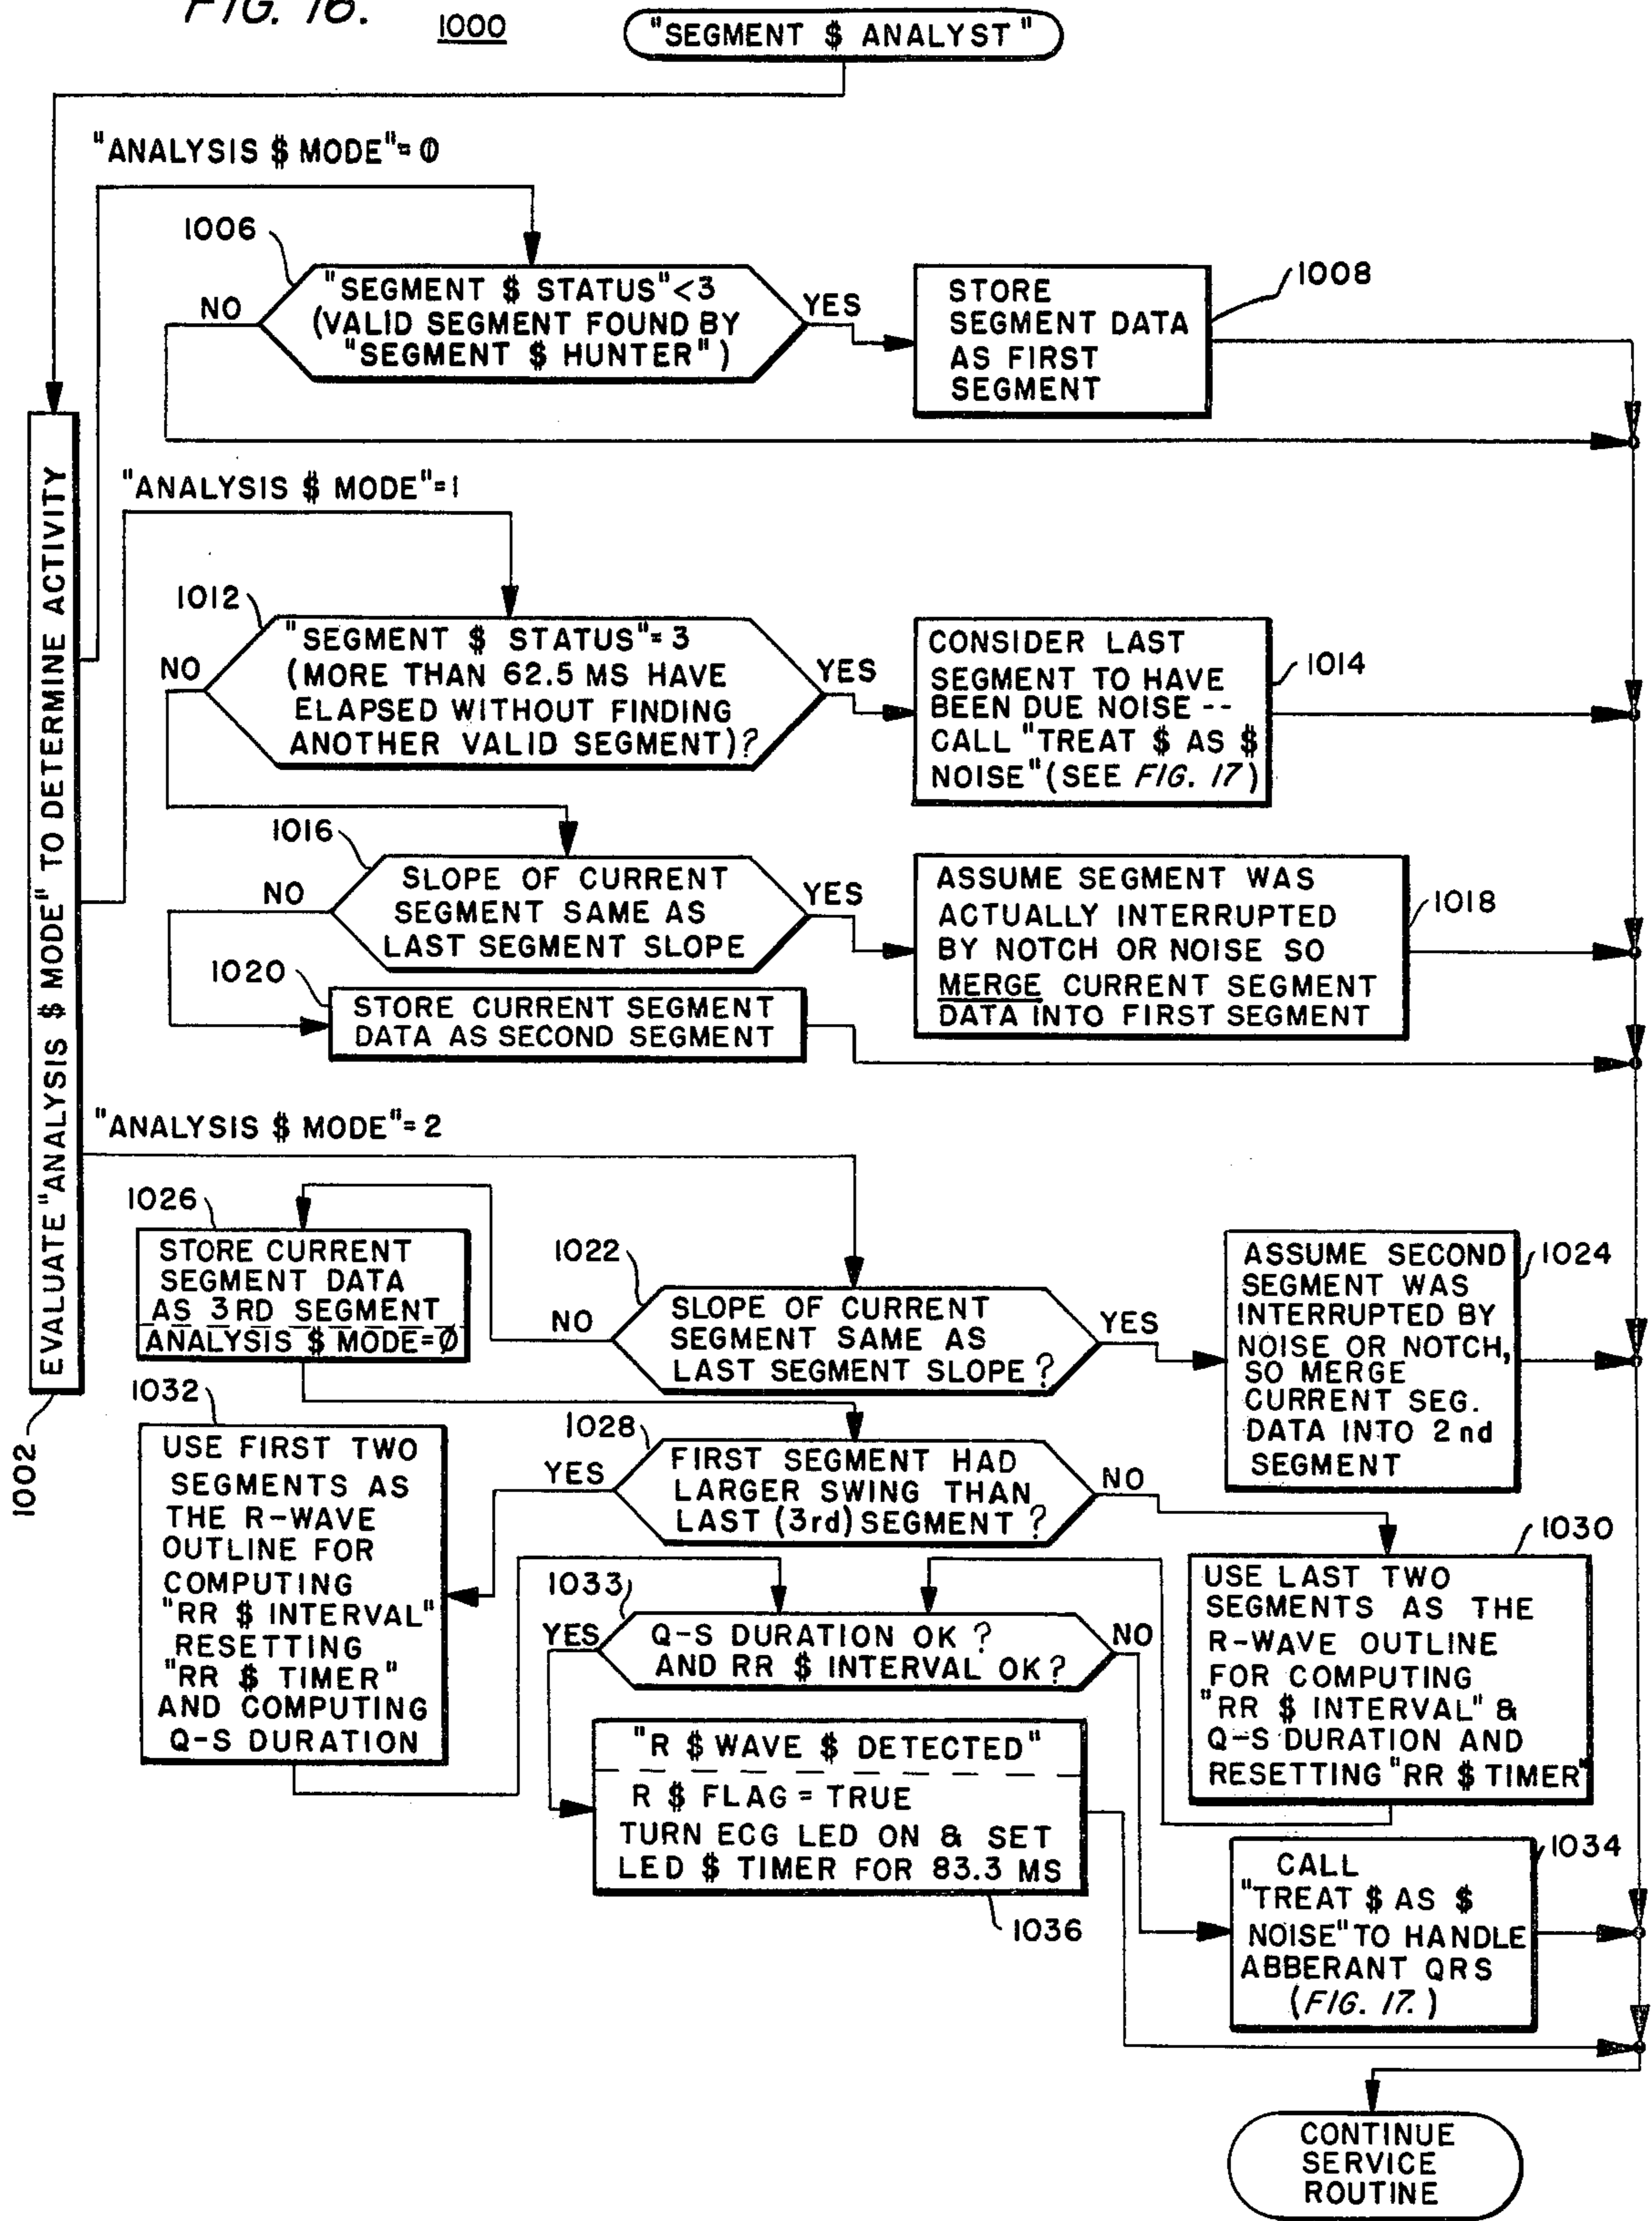 FIG. 16.
1000
"SEGMENT $ ANALYST"
"ANALYSIS $ MODE"=0
1006
NO
"SEGMENT $ STATUS"<3
(VALID SEGMENT FOUND BY
"SEGMENT $ HUNTER")
YES
STORE
SEGMENT DATA
AS FIRST
SEGMENT
1008
EVALUATE "ANALYSIS $ MODE" TO DETERMINE ACTIVITY
1002
"ANALYSIS $ MODE"=1
1012
NO
"SEGMENT $ STATUS"=3
(MORE THAN 62.5 MS HAVE
ELAPSED WITHOUT FINDING
ANOTHER VALID SEGMENT)?
YES
CONSIDER LAST
SEGMENT TO HAVE
BEEN DUE NOISE --
CALL "TREAT $ AS $
NOISE" (SEE FIG. 17)
1014
1016
NO
SLOPE OF CURRENT
SEGMENT SAME AS
LAST SEGMENT SLOPE
YES
ASSUME SEGMENT WAS
ACTUALLY INTERRUPTED
BY NOTCH OR NOISE SO
MERGE CURRENT SEGMENT
DATA INTO FIRST SEGMENT
1018
1020
STORE CURRENT SEGMENT
DATA AS SECOND SEGMENT
"ANALYSIS $ MODE"=2
1026
STORE CURRENT
SEGMENT DATA
AS 3RD SEGMENT
ANALYSIS $ MODE=0
1022
NO
SLOPE OF CURRENT
SEGMENT SAME AS
LAST SEGMENT SLOPE?
YES
ASSUME SECOND
SEGMENT WAS
INTERRUPTED BY
NOISE OR NOTCH,
SO MERGE
CURRENT SEG.
DATA INTO 2nd
SEGMENT
1024
1032
USE FIRST TWO
SEGMENTS AS
THE R-WAVE
OUTLINE FOR
COMPUTING
"RR $ INTERVAL"
RESETTING
"RR $ TIMER"
AND COMPUTING
Q-S DURATION
1028
YES
FIRST SEGMENT HAD
LARGER SWING THAN
LAST (3rd) SEGMENT?
NO
1030
USE LAST TWO
SEGMENTS AS THE
R-WAVE OUTLINE
FOR COMPUTING
"RR $ INTERVAL" &
Q-S DURATION AND
RESETTING "RR $ TIMER"
1033
YES
Q-S DURATION OK?
AND RR $ INTERVAL OK?
NO
"R $ WAVE $ DETECTED"
R $ FLAG = TRUE
TURN ECG LED ON & SET
LED $ TIMER FOR 83.3 MS
1036
1034
CALL
"TREAT $ AS $
NOISE" TO HANDLE
ABBERANT QRS
(FIG. 17.)
CONTINUE
SERVICE
ROUTINE